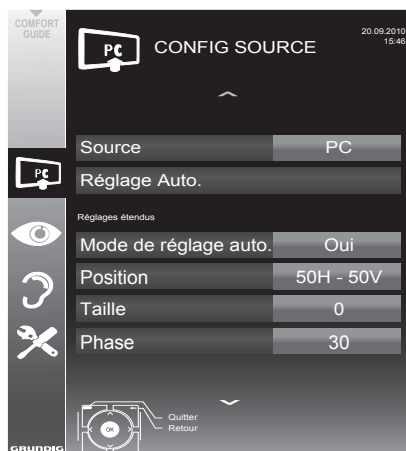 COMFORT
GUIDE
PC
CONFIG SOURCE
20.09.2010
15:46
Source
PC
Réglage Auto.
PC
Réglages étendus
Mode de réglage auto.
Oui
Position
50H - 50V
Taille
0
Phase
30
OK
Quitter
Retour
GRUNDIG